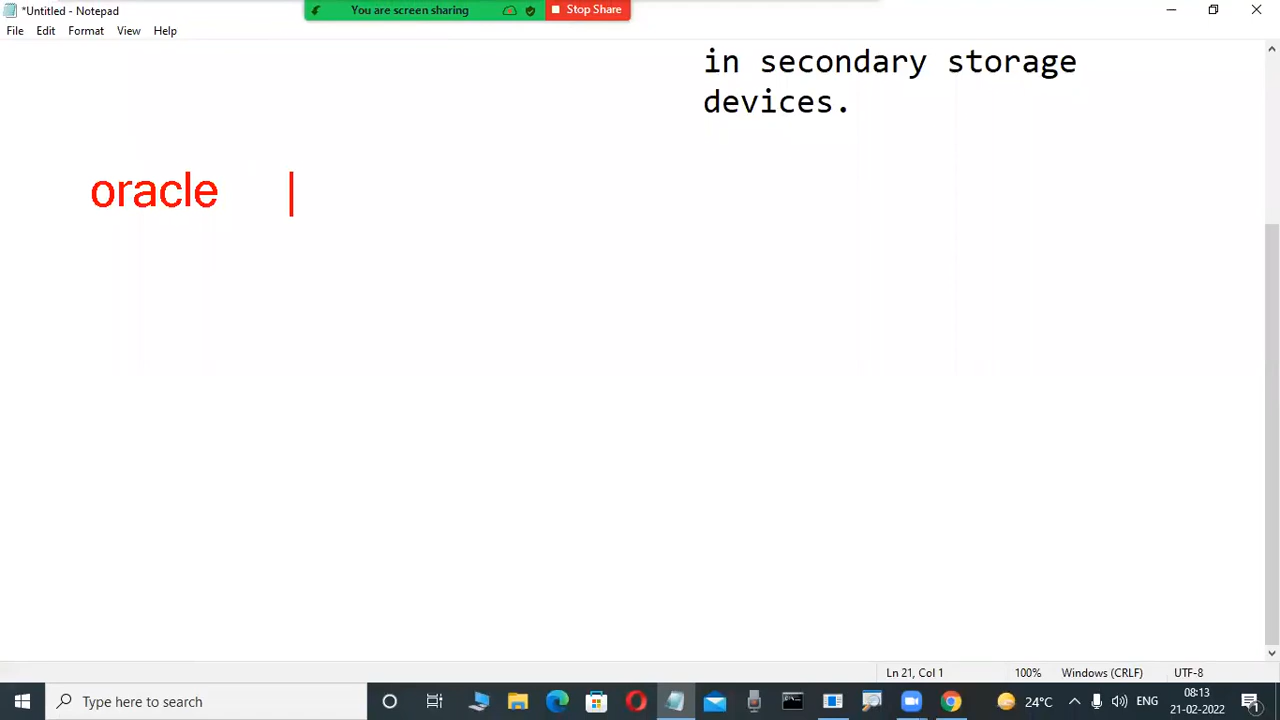 *Untitled - Notepad
You are screen sharing
Stop Share
File Edit Format View Help
in secondary storage
devices.
oracle
Ln 21, Col 1
100%
Windows (CRLF)
UTF-8
Type here to search
24°C
ENG
08:13
21-02-2022
1